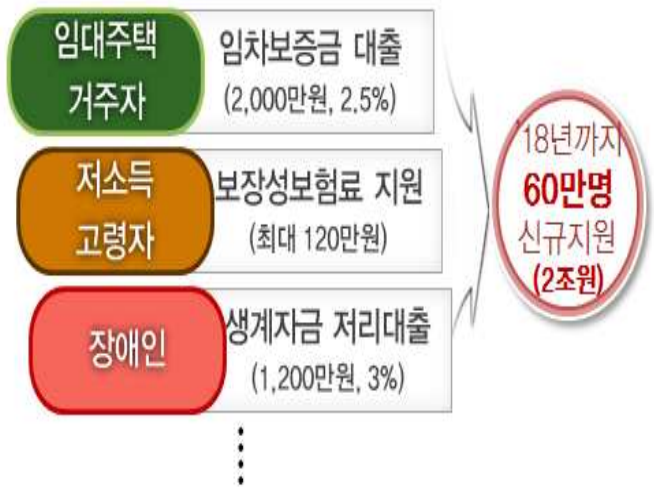 임대주택
거주자
임차보증금 대출
(2,000만원, 2.5%)
저소득
고령자
보장성보험료 지원
(최대 120만원)
장애인
생계자금 저리대출
(1,200만원, 3%)
'18년까지
60만명
신규지원
(2조원)